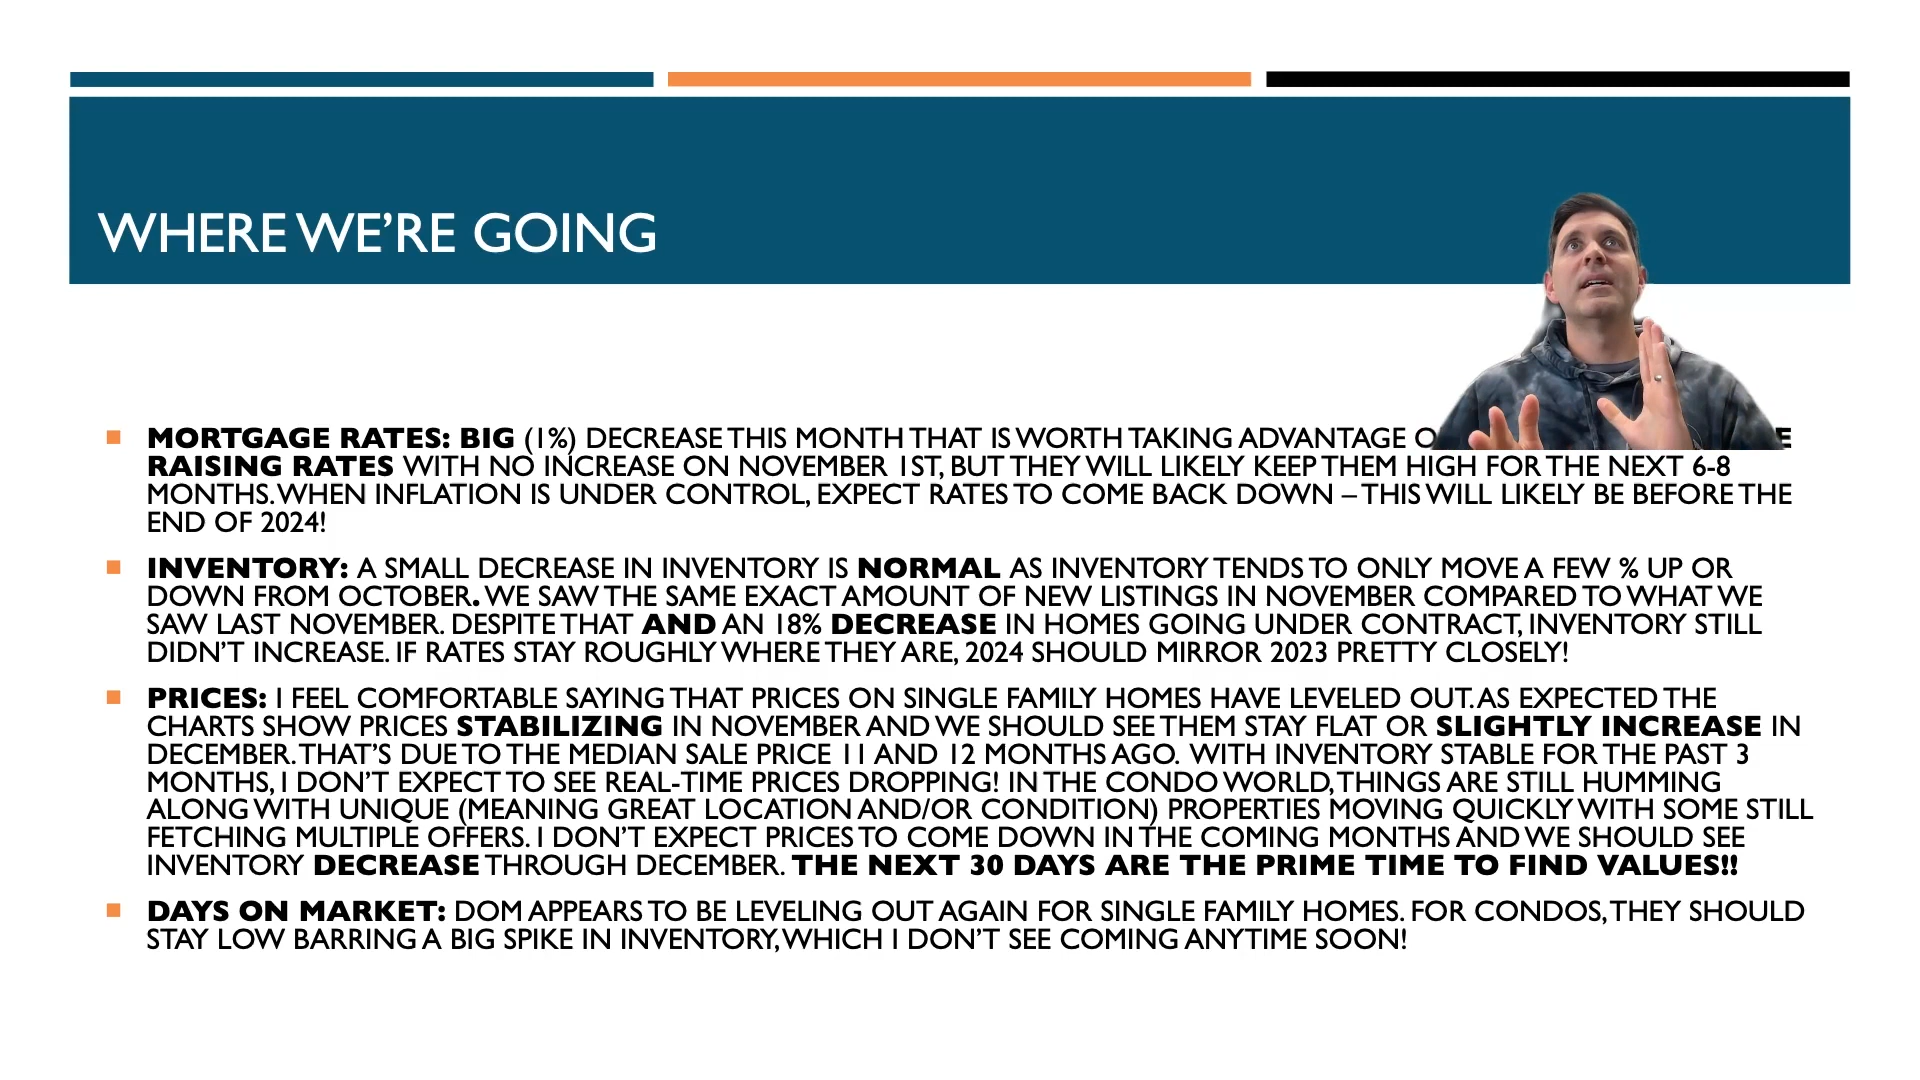 WHERE WE'RE GOING
MORTGAGE RATES: BIG (1%) DECREASE THIS MONTH THAT IS WORTH TAKING ADVANTAGE
RAISING RATES WITH NO INCREASE ON NOVEMBER 1ST, BUT THEY WILL LIKELY KEEP THEM HIGH FOR THE NEXT 6-8
MONTHS. WHEN INFLATION IS UNDER CONTROL, EXPECT RATES TO COME BACK DOWN – THIS WILL LIKELY BE BEFORE THE
END OF 2024!
INVENTORY: A SMALL DECREASE IN INVENTORY IS NORMAL AS INVENTORY TENDS TO ONLY MOVE A FEW % UP OR
DOWN FROM OCTOBER. WE SAW THE SAME EXACT AMOUNT OF NEW LISTINGS IN NOVEMBER COMPARED TO WHAT WE
SAW LAST NOVEMBER. DESPITE THAT AND AN 18% DECREASE IN HOMES GOING UNDER CONTRACT, INVENTORY STILL
DIDN'T INCREASE. IF RATES STAY ROUGHLY WHERE THEY ARE, 2024 SHOULD MIRROR 2023 PRETTY CLOSELY!
PRICES: I FEEL COMFORTABLE SAYING THAT PRICES ON SINGLE FAMILY HOMES HAVE LEVELED OUT. AS EXPECTED THE
CHARTS SHOW PRICES STABILIZING IN NOVEMBER AND WE SHOULD SEE THEM STAY FLAT OR SLIGHTLY INCREASE IN
DECEMBER. THAT'S DUE TO THE MEDIAN SALE PRICE 11 AND 12 MONTHS AGO. WITH INVENTORY STABLE FOR THE PAST 3
MONTHS, I DON'T EXPECT TO SEE REAL-TIME PRICES DROPPING! IN THE CONDO WORLD, THINGS ARE STILL HUMMING
ALONG WITH UNIQUE (MEANING GREAT LOCATION AND/OR CONDITION) PROPERTIES MOVING QUICKLY WITH SOME STILL
FETCHING MULTIPLE OFFERS. I DON'T EXPECT PRICES TO COME DOWN IN THE COMING MONTHS AND WE SHOULD SEE
INVENTORY DECREASE THROUGH DECEMBER. THE NEXT 30 DAYS ARE THE PRIME TIME TO FIND VALUES!!
DAYS ON MARKET: DOM APPEARS TO BE LEVELING OUT AGAIN FOR SINGLE FAMILY HOMES. FOR CONDOS, THEY SHOULD
STAY LOW BARRING A BIG SPIKE IN INVENTORY, WHICH I DON'T SEE COMING ANYTIME SOON!